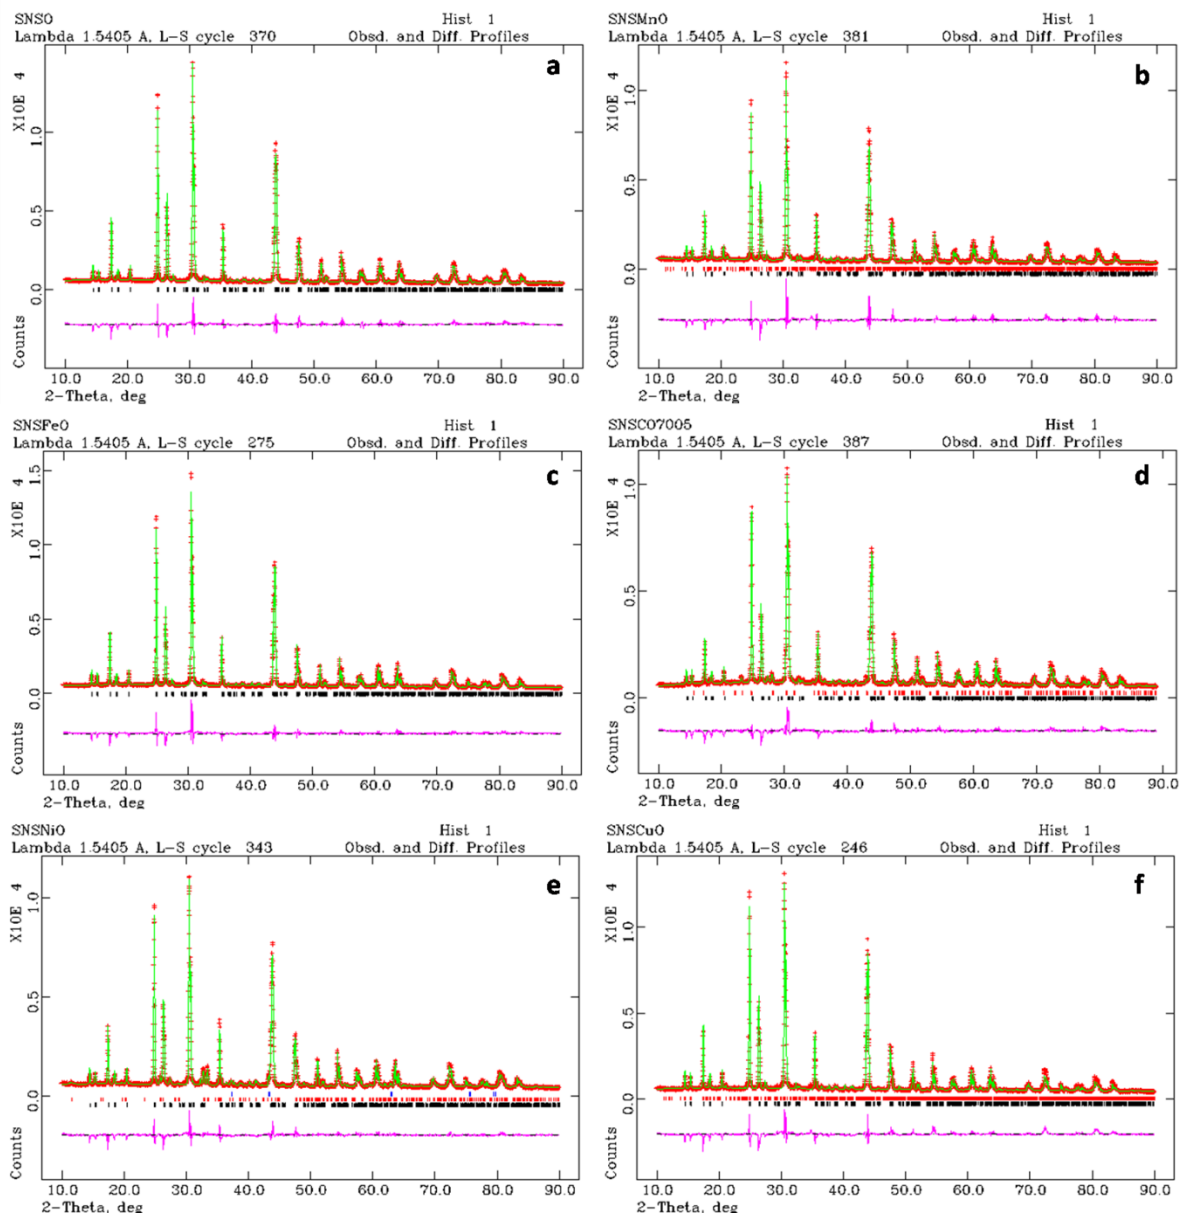 SNSO Hist 1
Lambda 1.5405 A, L-S cycle 370 Obsd. and Diff. Profiles
a
X10E 4
1.0
0.5
0.0
Counts
10.0 20.0 30.0 40.0 50.0 60.0 70.0 80.0 90.0
2-Theta, deg
SNSMnO Hist 1
Lambda 1.5405 A, L-S cycle 381 Obsd. and Diff. Profiles
b
X10E 4
1.0
0.5
0.0
Counts
10.0 20.0 30.0 40.0 50.0 60.0 70.0 80.0 90.0
2-Theta, deg
SNSFeO Hist 1
Lambda 1.5405 A, L-S cycle 275 Obsd. and Diff. Profiles
c
X10E 4
1.5
1.0
0.5
0.0
Counts
10.0 20.0 30.0 40.0 50.0 60.0 70.0 80.0 90.0
2-Theta, deg
SNSCO7005 Hist 1
Lambda 1.5405 A, L-S cycle 387 Obsd. and Diff. Profiles
d
X10E 4
1.0
0.5
0.0
Counts
10.0 20.0 30.0 40.0 50.0 60.0 70.0 80.0 90.0
2-Theta, deg
SNSNiO Hist 1
Lambda 1.5405 A, L-S cycle 343 Obsd. and Diff. Profiles
e
X10E 4
1.0
0.5
0.0
Counts
10.0 20.0 30.0 40.0 50.0 60.0 70.0 80.0 90.0
2-Theta, deg
SNSCuO Hist 1
Lambda 1.5405 A, L-S cycle 246 Obsd. and Diff. Profiles
f
X10E 4
1.0
0.5
0.0
Counts
10.0 20.0 30.0 40.0 50.0 60.0 70.0 80.0 90.0
2-Theta, deg